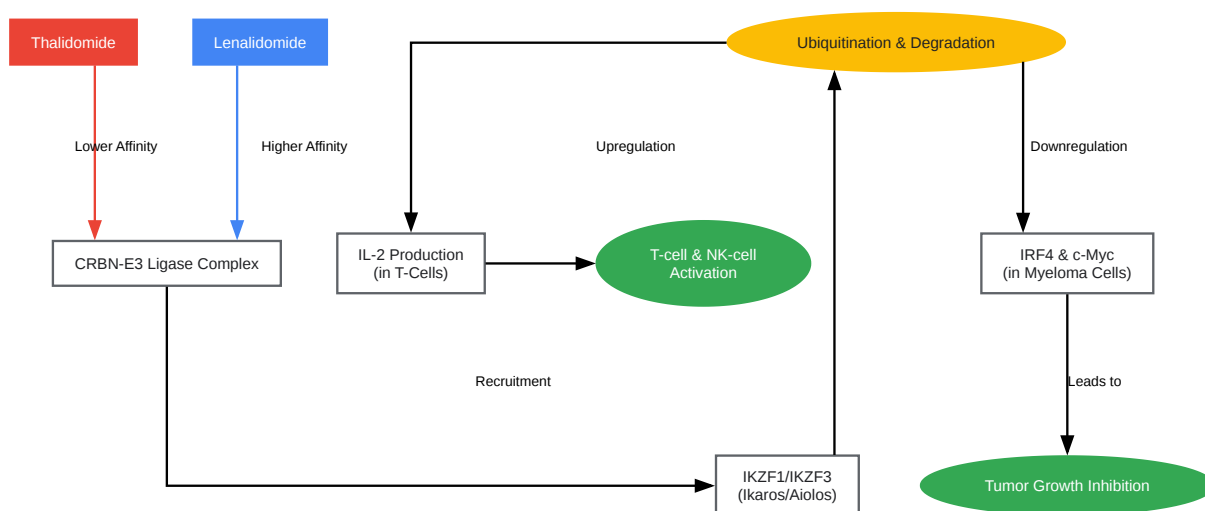 Thalidomide
Lenalidomide
Ubiquitination & Degradation
Lower Affinity
Higher Affinity
Upregulation
Downregulation
CRBN-E3 Ligase Complex
IL-2 Production
(in T-Cells)
T-cell & NK-cell
Activation
IRF4 & c-Myc
(in Myeloma Cells)
Recruitment
Leads to
IKZF1/IKZF3
(Ikaros/Aiolos)
Tumor Growth Inhibition